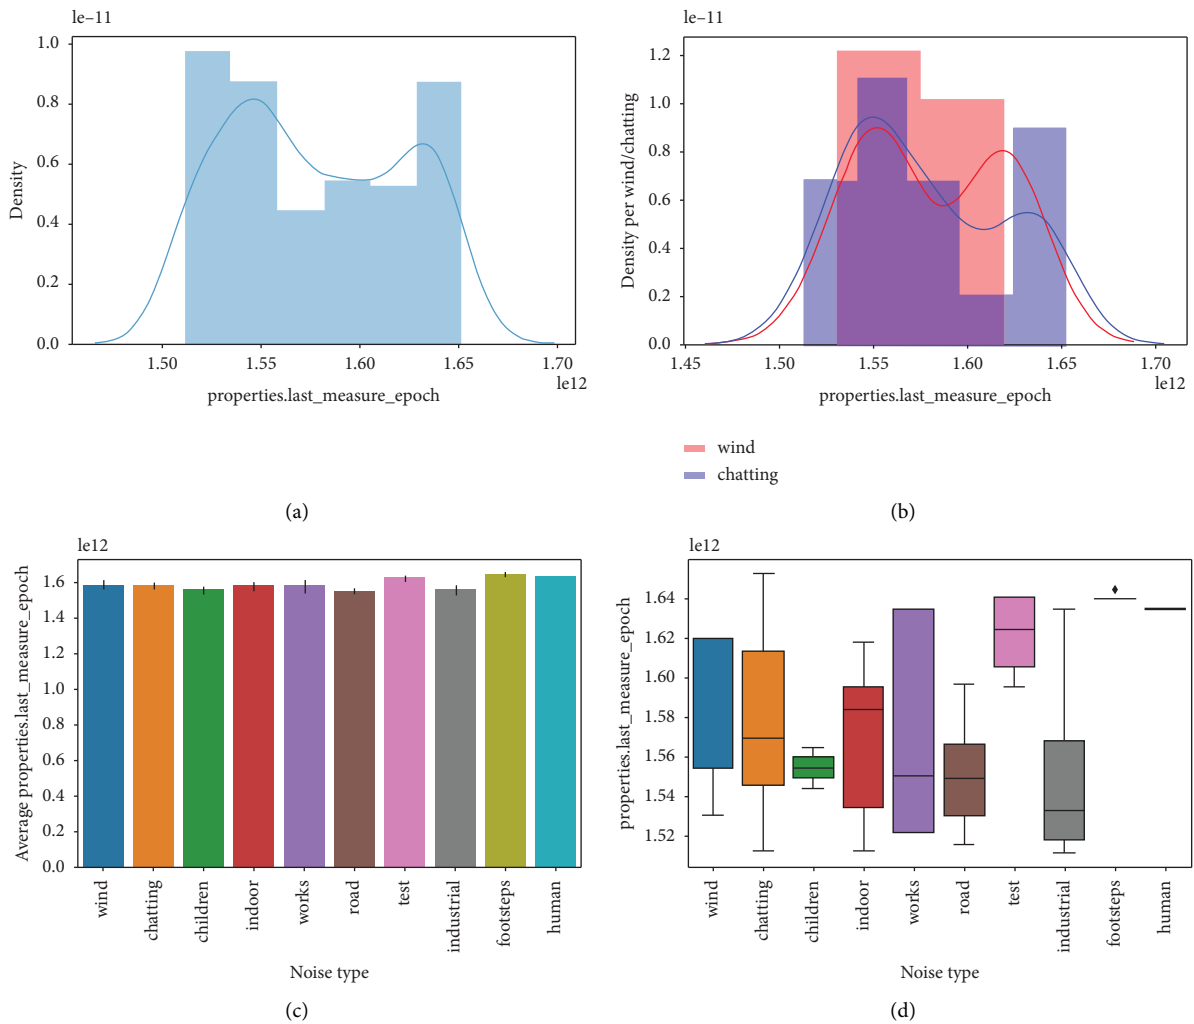 le–11
1.0
0.8
0.6
0.4
0.2
0.0
Density
1.50
1.55
1.60
1.65
1.70
le12
properties.last_measure_epoch
(a)
le–11
1.2
1.0
0.8
0.6
0.4
0.2
0.0
Density per wind/chatting
1.45
1.50
1.55
1.60
1.65
1.70
le12
properties.last_measure_epoch
wind
chatting
(b)
le12
1.6
1.4
1.2
1.0
0.8
0.6
0.4
0.2
0.0
Average properties.last_measure_epoch
wind
chatting
children
indoor
works
road
test
industrial
footsteps
human
Noise type
(c)
le12
1.64
1.62
1.60
1.58
1.56
1.54
1.52
properties.last_measure_epoch
wind
chatting
children
indoor
works
road
test
industrial
footsteps
human
Noise type
(d)